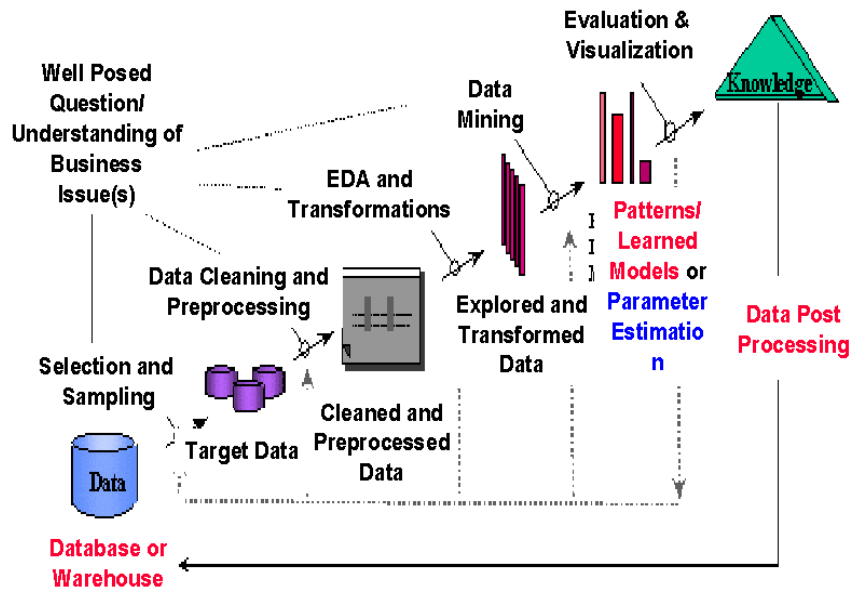 Evaluation &
Visualization
Knowledge
Well Posed
Question/
Understanding of
Business
Issue(s)
Data
Mining
EDA and
Transformations
Patterns/
Learned
Models or
Parameter
Estimatio
n
Data Cleaning and
Preprocessing
Explored and
Transformed
Data
Data Post
Processing
Selection and
Sampling
Target Data
Cleaned and
Preprocessed
Data
Data
Database or
Warehouse